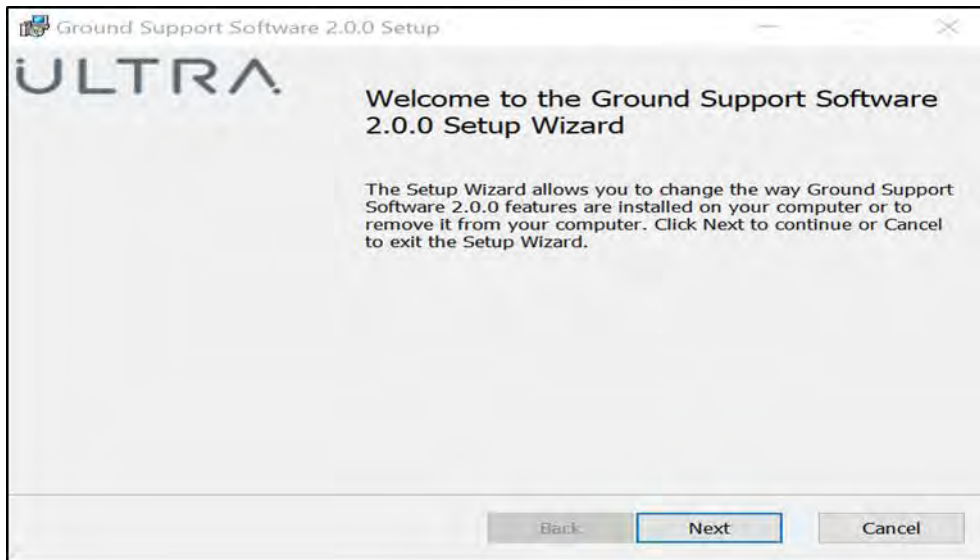 Ground Support Software 2.0.0 Setup
ULTRA
Welcome to the Ground Support Software
2.0.0 Setup Wizard
The Setup Wizard allows you to change the way Ground Support
Software 2.0.0 features are installed on your computer or to
remove it from your computer. Click Next to continue or Cancel
to exit the Setup Wizard.
Back Next Cancel